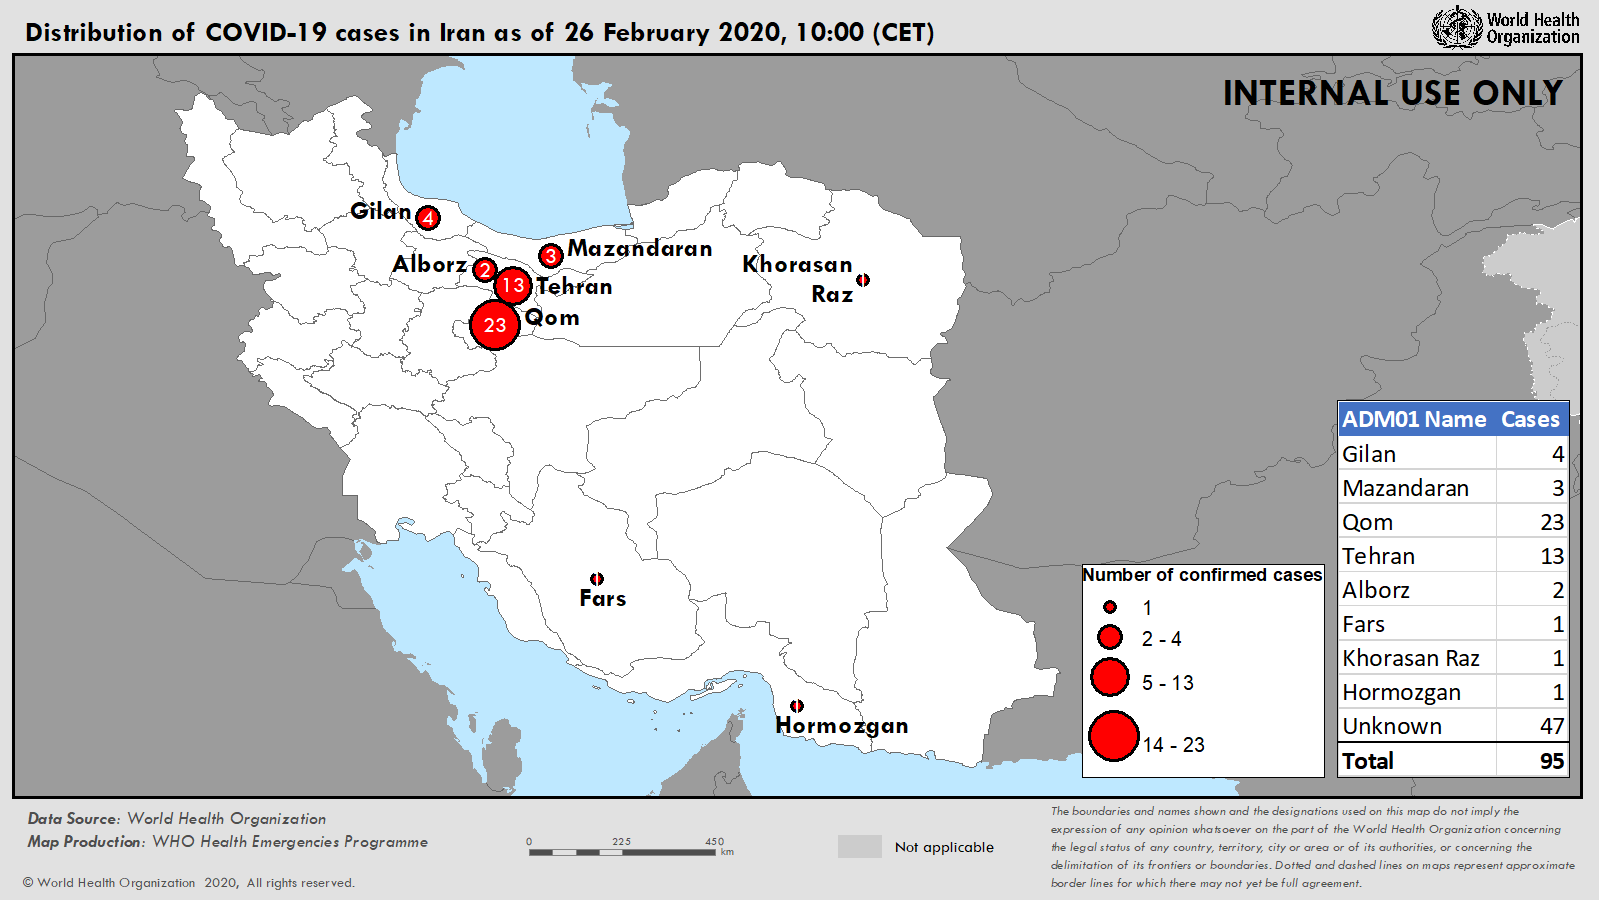 Distribution of COVID-19 cases in Iran as of 26 February 2020, 10:00 (CET)
World Health
Organization
INTERNAL USE ONLY
Gilan 4
3 Mazandaran
Alborz 2
13 Tehran
23 Qom
Khorasan
Raz 1
1
Fars
1
Hormozgan
Number of confirmed cases
1
2 - 4
5 - 13
14 - 23
ADM01 Name Cases
Gilan 4
Mazandaran 3
Qom 23
Tehran 13
Alborz 2
Fars 1
Khorasan Raz 1
Hormozgan 1
Unknown 47
Total 95
Data Source: World Health Organization
Map Production: WHO Health Emergencies Programme
© World Health Organization 2020, All rights reserved.
0 225 450
km
Not applicable
The boundaries and names shown and the designations used on this map do not imply the
expression of any opinion whatsoever on the part of the World Health Organization concerning
the legal status of any country, territory, city or area or of its authorities, or concerning the
delimitation of its frontiers or boundaries. Dotted and dashed lines on maps represent approximate
border lines for which there may not yet be full agreement.